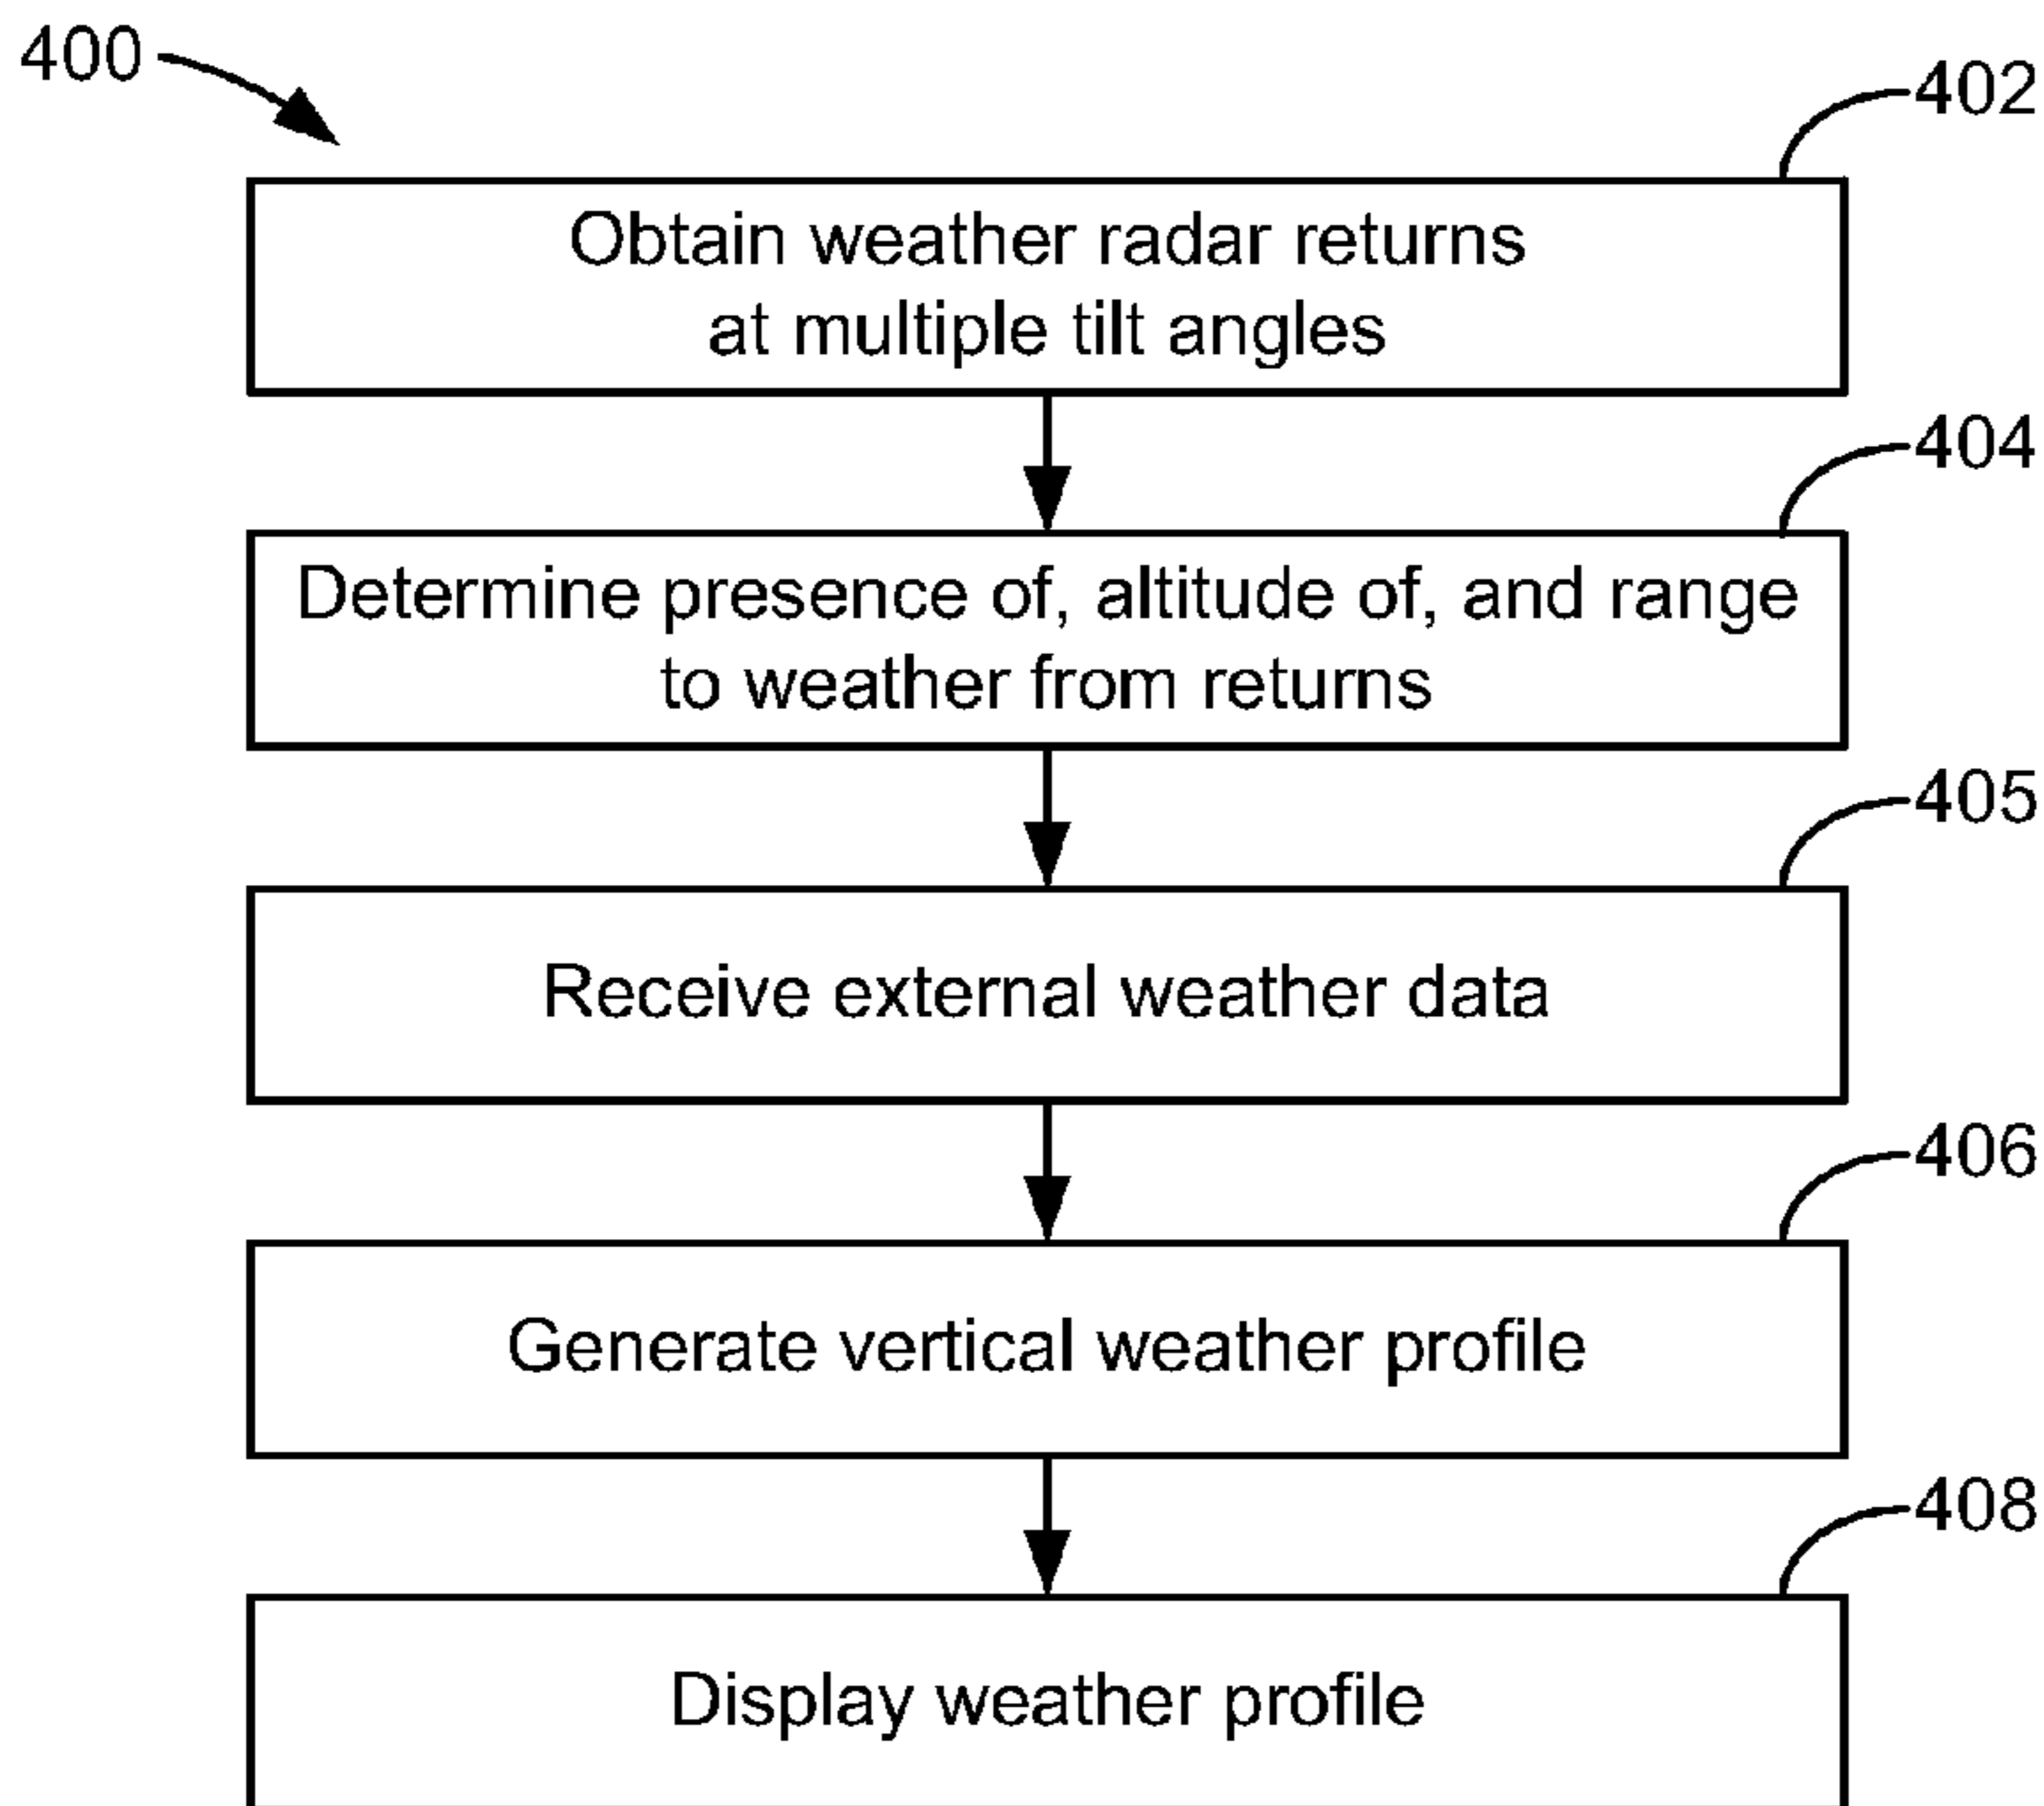 400
402
Obtain weather radar returns
at multiple tilt angles
404
Determine presence of, altitude of, and range
to weather from returns
405
Receive external weather data
406
Generate vertical weather profile
408
Display weather profile